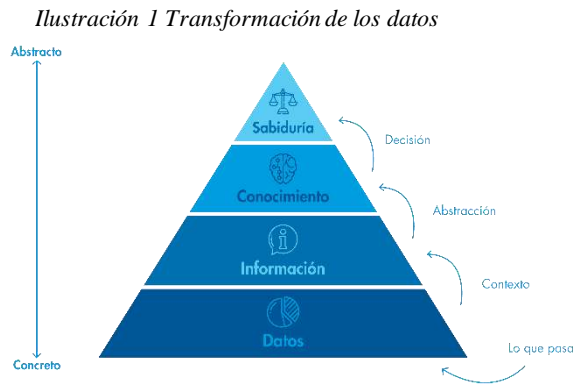 Ilustración 1 Transformación de los datos
Abstracto
Sabiduría
Decisión
Conocimiento
Abstracción
Información
Contexto
Datos
Lo que pasa
Concreto